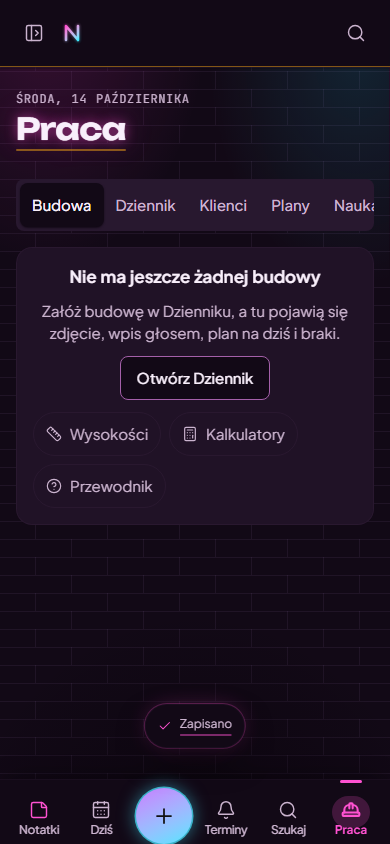 N
ŚRODA, 14 PAŹDZIERNIKA
Praca
Budowa Dziennik Klienci Plany Nauka
Nie ma jeszcze żadnej budowy
Załóż budowę w Dzienniku, a tu pojawią się
zdjęcie, wpis głosem, plan na dziś i braki.
Otwórz Dziennik
Wysokości Kalkulatory
Przewodnik
Zapisano
Notatki Dziś Terminy Szukaj Praca